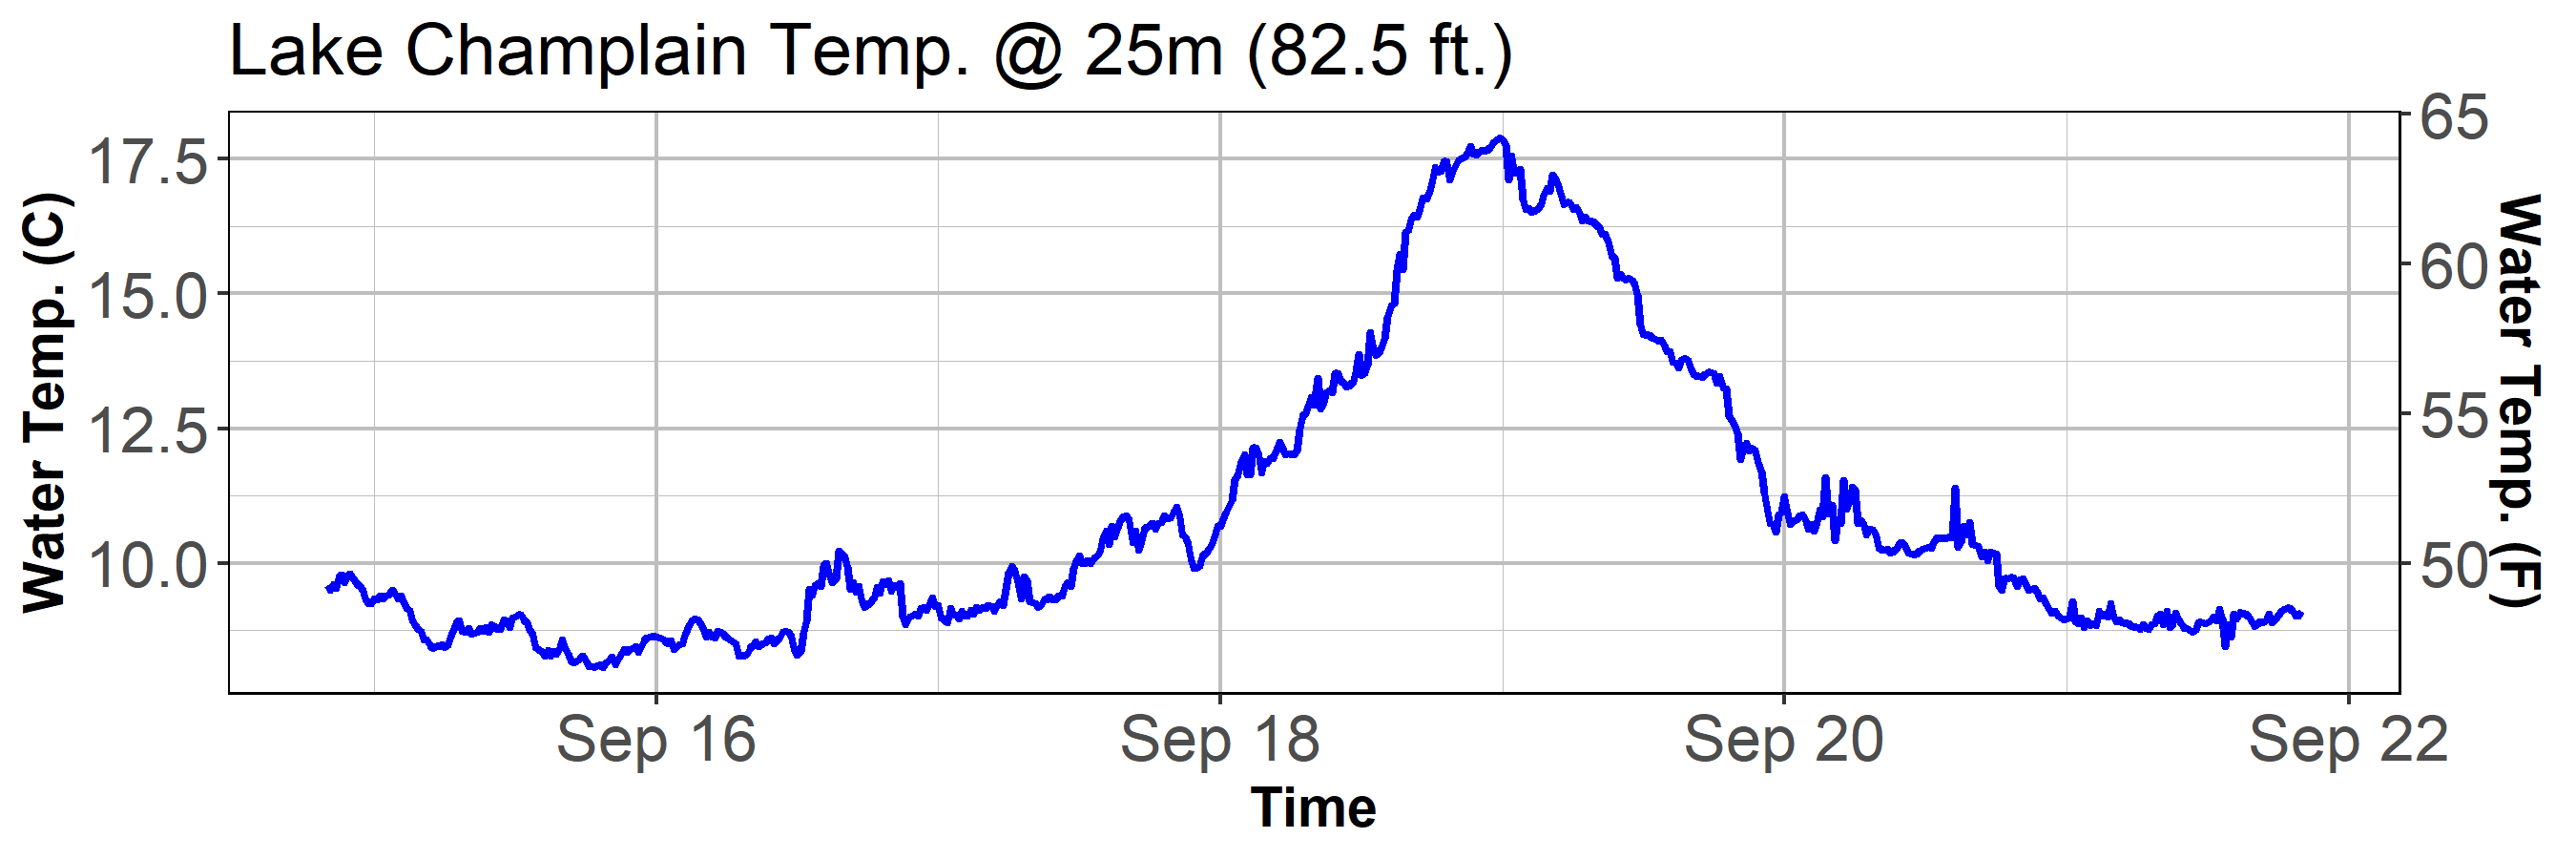 Lake Champlain Temp. @ 25m (82.5 ft.)
Water Temp. (C)
17.5
15.0
12.5
10.0
65
60
55
50
Water Temp. (F)
Sep 16 Sep 18 Sep 20 Sep 22
Time